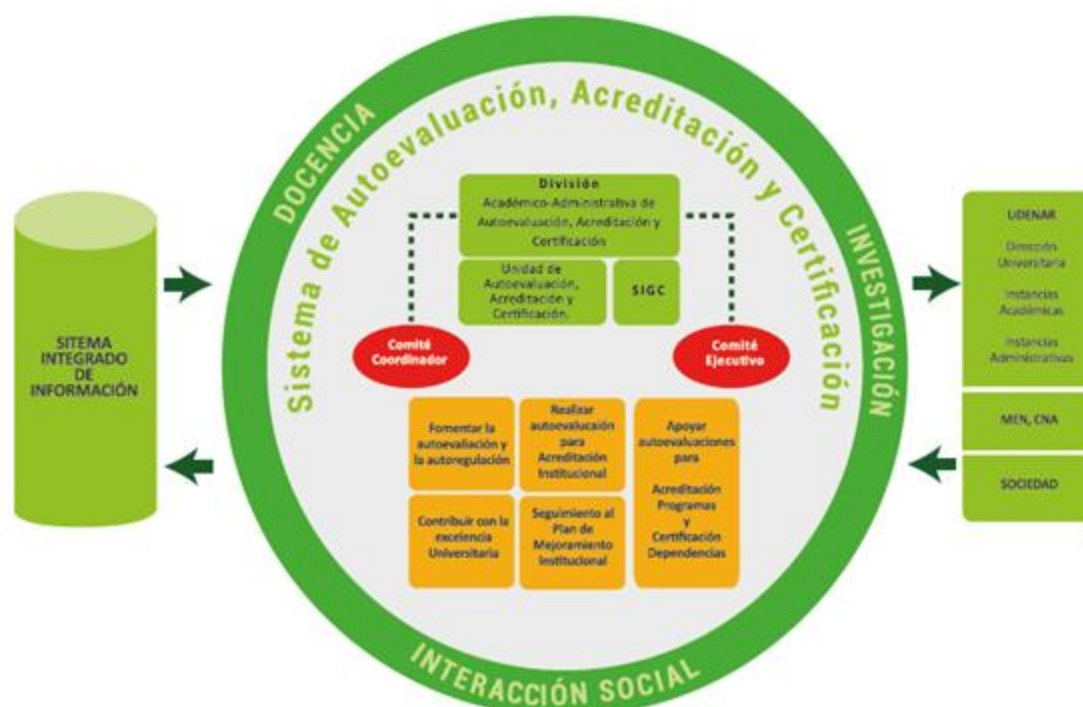 DOCENCIA
Sistema de Autoevaluación, Acreditación y Certificación
INVESTIGACIÓN
INTERACCIÓN SOCIAL
SITEMA
INTEGRADO
DE
INFORMACIÓN
División
Académico-Administrativa de
Autoevaluación, Acreditación y
Certificación
Unidad de
Autoevaluación,
Acreditación y
Certificación.
SIGC
Comité
Coordinador
Comité
Ejecutivo
Fomentar la
autoevaliación y
la autoregulación
Realizar
autoevalucaión
para
Acreditación
Institucional
Apoyar
autoevaluaciones
para
Acreditación
Programas
y
Certificación
Dependencias
Contribuir con la
excelencia
Universitaria
Seguimiento al
Plan de
Mejoramiento
Institucional
UDENAR
Dirección
Universitaria
Instancias
Académicas
Instancias
Administrativas
MEN, CNA
SOCIEDAD